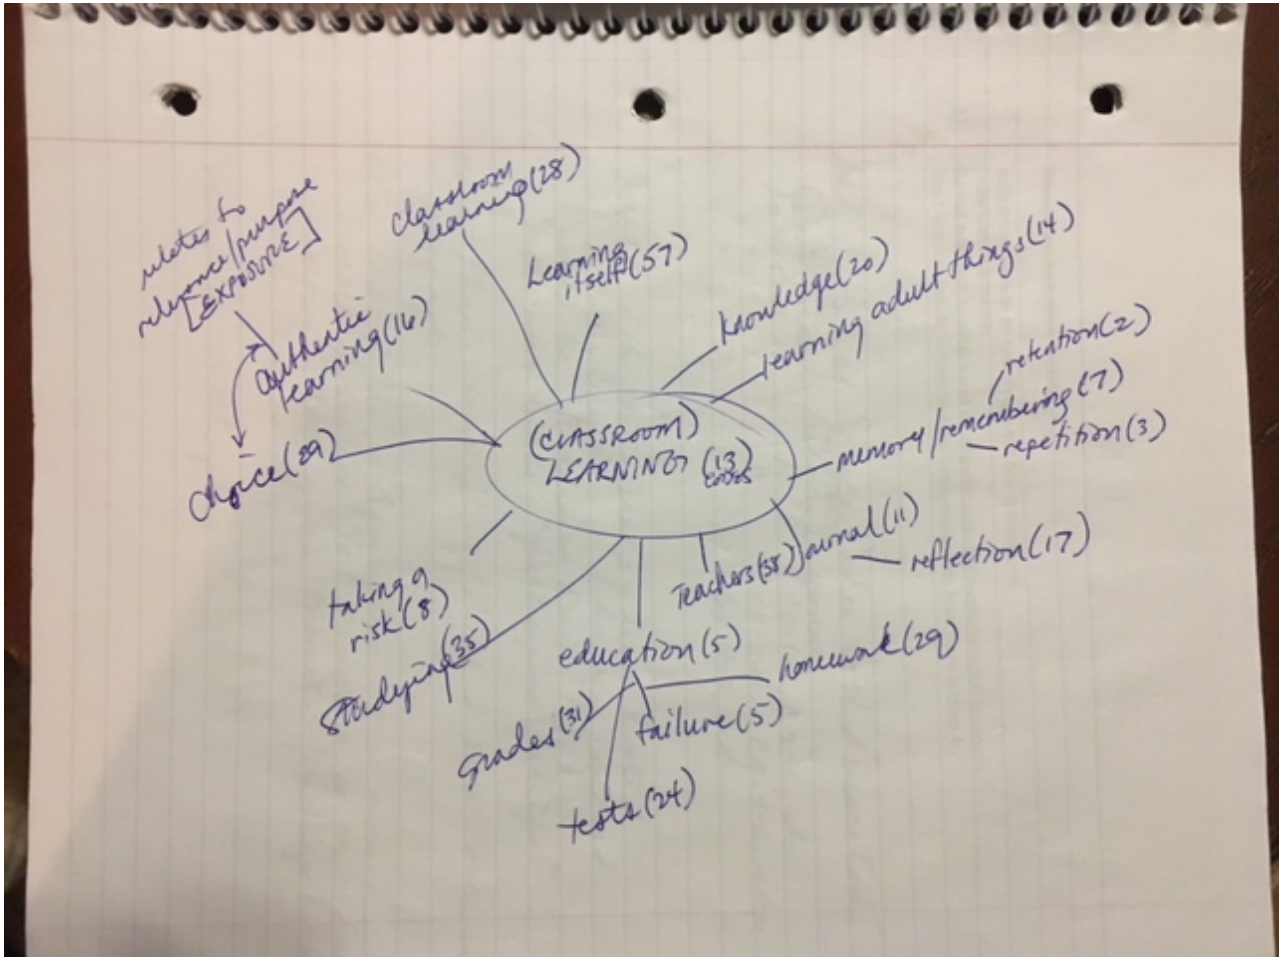 relates to
relevance/purpose
[EXPOSURE]
authentic
learning(16)
choice(29)
classroom
learning(28)
Learning
itself(57)
knowledge(20)
learning adult things(14)
retention(2)
memory/remembering(7)
repetition(3)
(CLASSROOM)
LEARNING (13)
codes
Teachers(38)
journal(11)
reflection(17)
taking a
risk(8)
studying(35)
education(5)
homework(29)
grades(31)
failure(5)
tests(24)